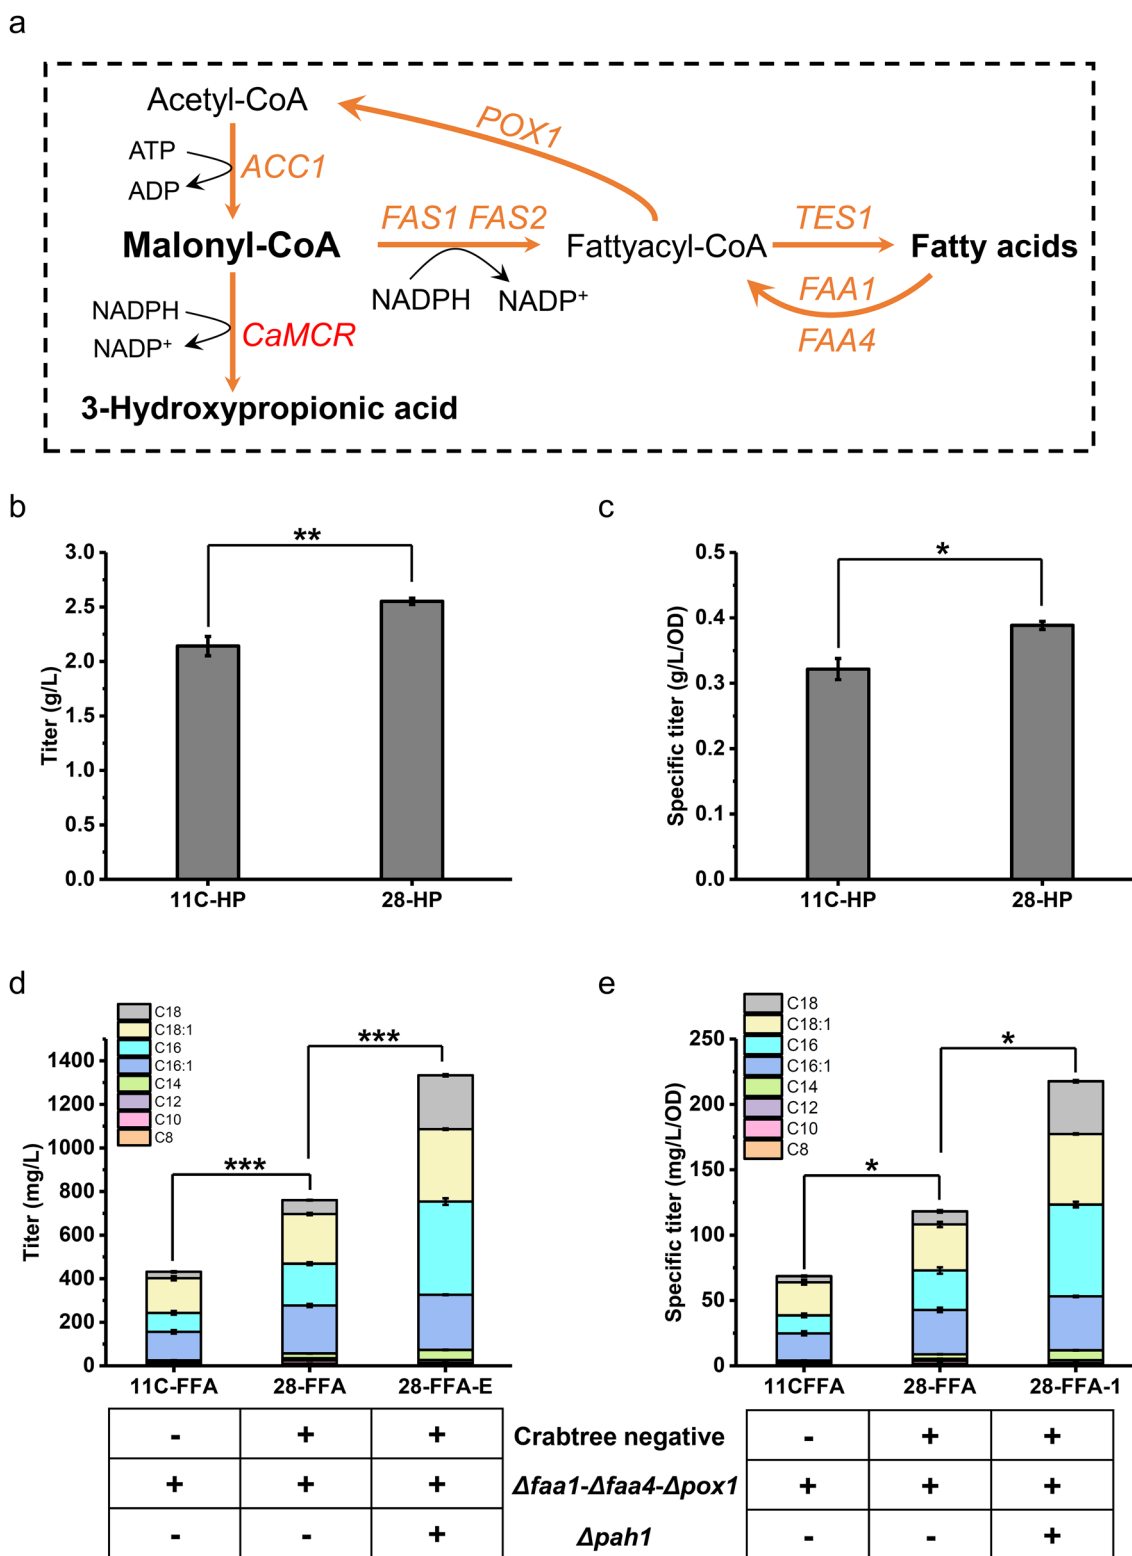 a
Acetyl-CoA
POX1
ATP
ADP
ACC1
Malonyl-CoA
FAS1 FAS2
Fattyacyl-CoA
TES1
Fatty acids
NADPH
NADP+
FAA1
FAA4
NADPH
NADP+
CaMCR
3-Hydroxypropionic acid
b
**
3.0
2.5
2.0
1.5
1.0
0.5
0.0
Titer (g/L)
11C-HP
28-HP
c
*
0.5
0.4
0.3
0.2
0.1
0.0
Specific titer (g/L/OD)
11C-HP
28-HP
d
C18
C18:1
C16
C16:1
C14
C12
C10
C8
***
***
1400
1200
1000
800
600
400
200
0
Titer (mg/L)
11C-FFA
28-FFA
28-FFA-E
e
C18
C18:1
C16
C16:1
C14
C12
C10
C8
*
*
250
200
150
100
50
0
Specific titer (mg/L/OD)
11CFFA
28-FFA
28-FFA-1
- + + Crabtree negative - + +
+ + + Δfaa1-Δfaa4-Δpox1 + + +
- - + Δpah1 - - +